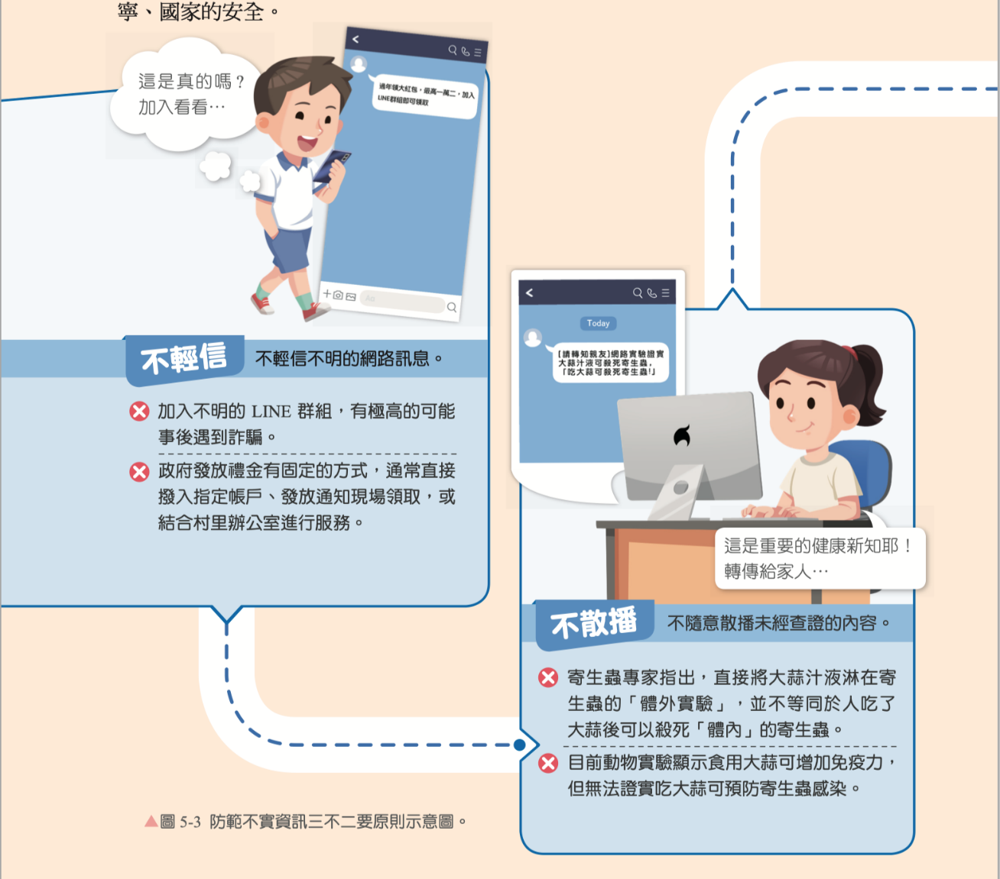 寧、國家的安全。
這是真的嗎？
加入看看…
過年領大紅包，最高一萬二，加入
LINE群組即可領取
Aa
不輕信
不輕信不明的網路訊息。
加入不明的 LINE 群組，有極高的可能
事後遇到詐騙。
政府發放禮金有固定的方式，通常直接
撥入指定帳戶、發放通知現場領取，或
結合村里辦公室進行服務。
Today
【請轉知親友】網路實驗證實
大蒜汁液可殺死寄生蟲，
「吃大蒜可殺死寄生蟲!」
這是重要的健康新知耶！
轉傳給家人…
不散播
不隨意散播未經查證的內容。
寄生蟲專家指出，直接將大蒜汁液淋在寄
生蟲的「體外實驗」，並不等同於人吃了
大蒜後可以殺死「體內」的寄生蟲。
目前動物實驗顯示食用大蒜可增加免疫力，
但無法證實吃大蒜可預防寄生蟲感染。
▲圖 5-3 防範不實資訊三不二要原則示意圖。